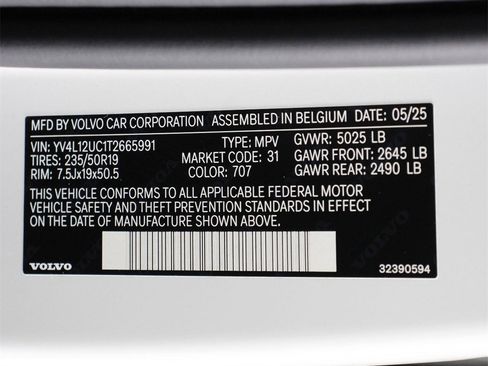 MFD BY VOLVO CAR CORPORATION ASSEMBLED IN BELGIUM DATE: 05/25
VIN: YV4L12UC1T2665991 TYPE: MPV GVWR: 5025 LB
TIRES: 235/50R19 MARKET CODE: 31 GAWR FRONT: 2645 LB
RIM: 7.5Jx19x50.5 COLOR: 707 GAWR REAR: 2490 LB
THIS VEHICLE CONFORMS TO ALL APPLICABLE FEDERAL MOTOR
VEHICLE SAFETY AND THEFT PREVENTION STANDARDS IN EFFECT
ON THE DATE OF MANUFACTURE SHOWN ABOVE.
VOLVO 32390594